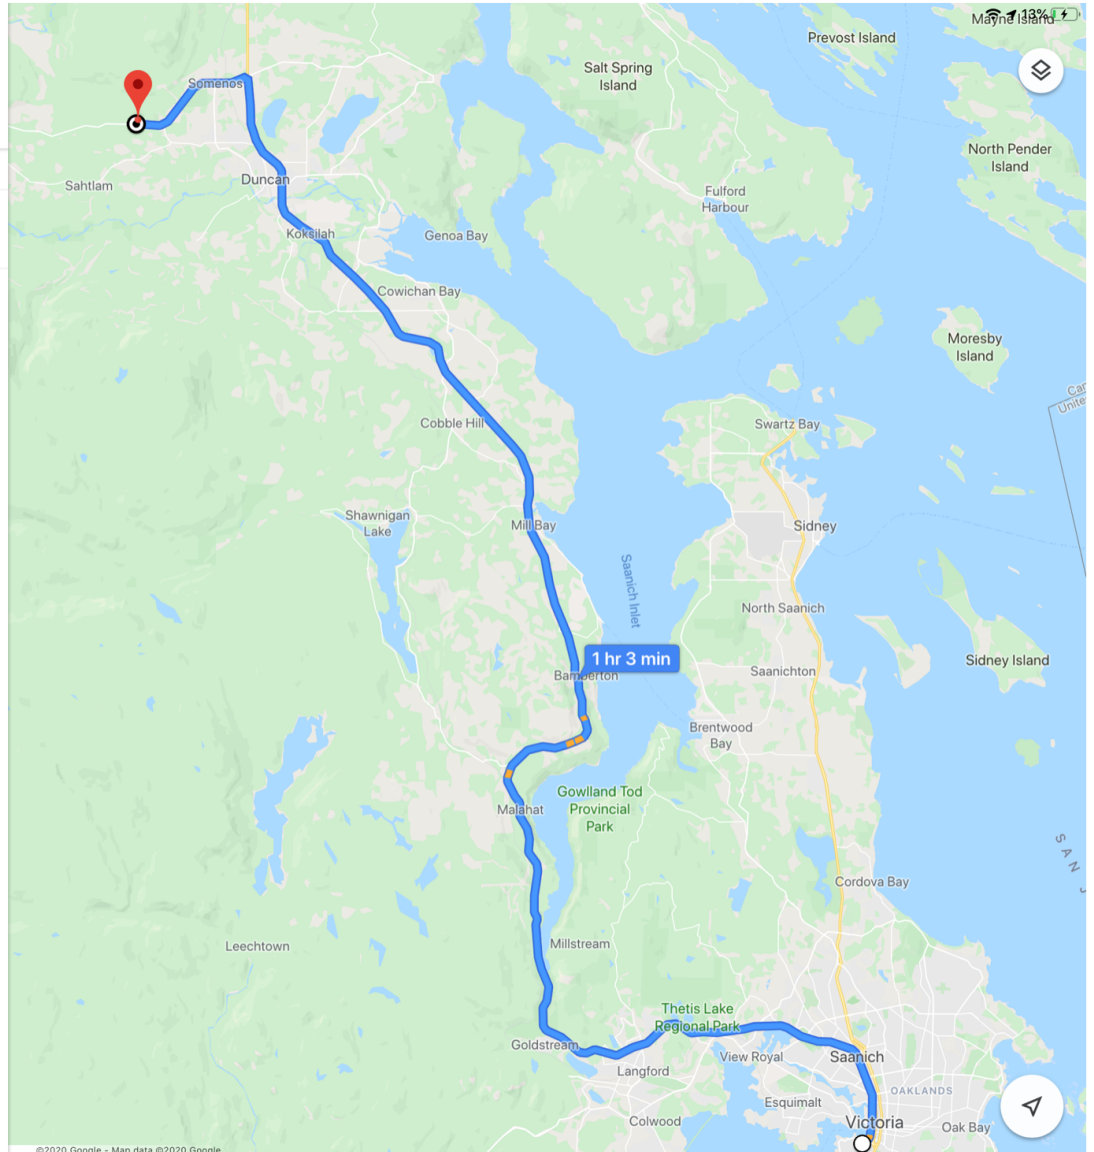 13%
Mayne Island
Prevost Island
Salt Spring
Island
Somenos
North Pender
Island
Sahtlam
Duncan
Fulford
Harbour
Koksilah
Genoa Bay
Cowichan Bay
Moresby
Island
Cobble Hill
Swartz Bay
Shawnigan
Lake
Mill Bay
Sidney
Saanich Inlet
North Saanich
1 hr 3 min
Sidney Island
Bamberton
Saanichton
Brentwood
Bay
Gowlland Tod
Provincial
Park
Malahat
SAN
Cordova Bay
Leechtown
Millstream
Thetis Lake
Regional Park
Goldstream
View Royal
Saanich
Langford
OAKLANDS
Esquimalt
Colwood
Victoria
Oak Bay
©2020 Google - Map data ©2020 Google